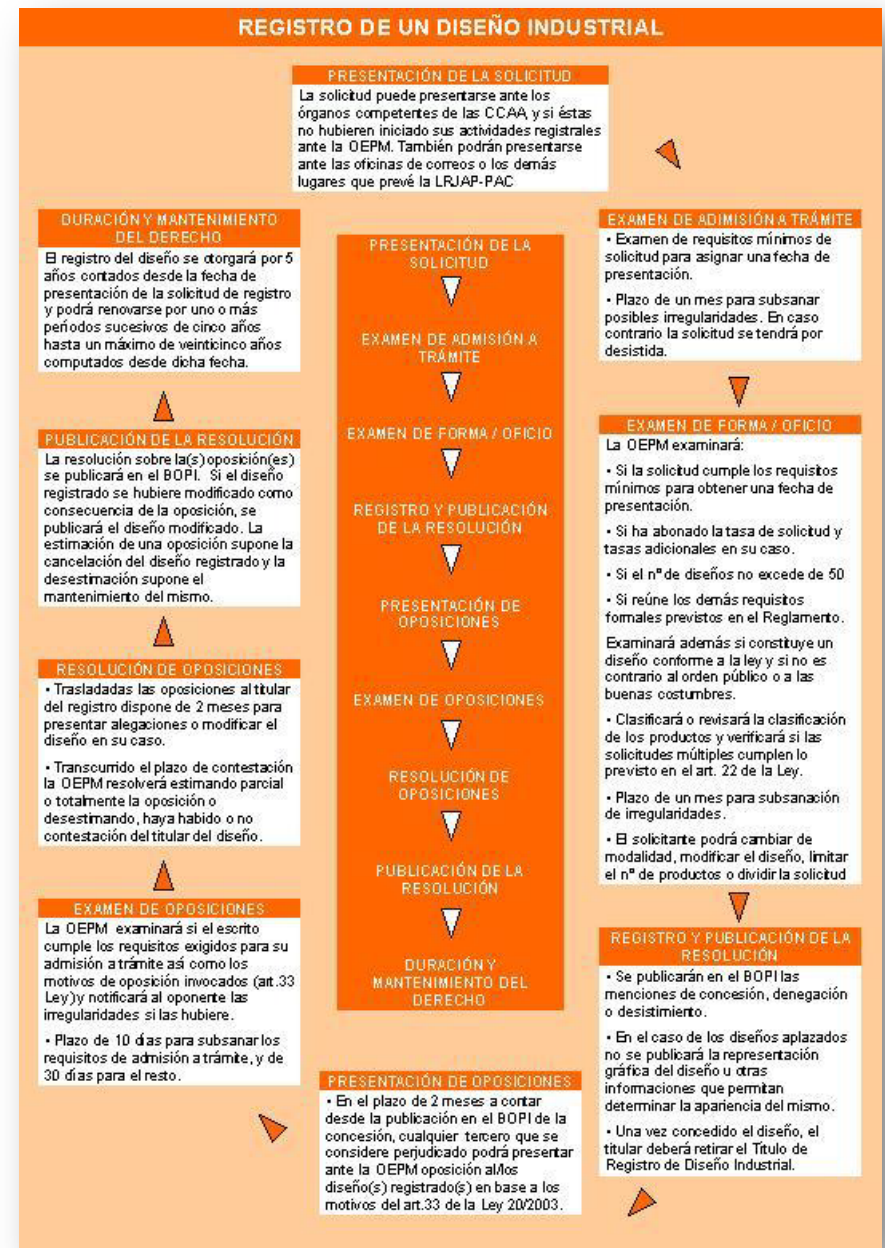 REGISTRO DE UN DISEÑO INDUSTRIAL
PRESENTACIÓN DE LA SOLICITUD
La solicitud puede presentarse ante los
órganos competentes de las CCAA, y si éstas
no hubieren iniciado sus actividades registrales
ante la OEPM. También podrán presentarse
ante las oficinas de correos o los demás
lugares que prevé la LRJAP-PAC
EXAMEN DE ADMISIÓN A TRÁMITE
• Examen de requisitos mínimos de
solicitud para asignar una fecha de
presentación.
• Plazo de un mes para subsanar
posibles irregularidades. En caso
contrario la solicitud se tendrá por
desistida.
EXAMEN DE FORMA / OFICIO
La OEPM examinará:
• Si la solicitud cumple los requisitos
mínimos para obtener una fecha de
presentación.
• Si ha abonado la tasa de solicitud y
tasas adicionales en su caso.
• Si el nº de diseños no excede de 50
• Si reúne los demás requisitos
formales previstos en el Reglamento.
Examinará además si constituye un
diseño conforme a la ley y si no es
contrario al orden público o a las
buenas costumbres.
• Clasificará o revisará la clasificación
de los productos y verificará si las
solicitudes múltiples cumplen lo
previsto en el art. 22 de la Ley.
• Plazo de un mes para subsanación
de irregularidades.
• El solicitante podrá cambiar de
modalidad, modificar el diseño, limitar
el nº de productos o dividir la solicitud
REGISTRO Y PUBLICACIÓN DE LA
RESOLUCIÓN
• Se publicarán en el BOPI las
menciones de concesión, denegación
o desistimiento.
• En el caso de los diseños aplazados
no se publicará la representación
gráfica del diseño u otras
informaciones que permitan
determinar la apariencia del mismo.
• Una vez concedido el diseño, el
titular deberá retirar el Título de
Registro de Diseño Industrial.
PRESENTACIÓN DE OPOSICIONES
• En el plazo de 2 meses a contar
desde la publicación en el BOPI de la
concesión, cualquier tercero que se
considere perjudicado podrá presentar
ante la OEPM oposición al/los
diseño(s) registrado(s) en base a los
motivos del art.33 de la Ley 20/2003.
EXAMEN DE OPOSICIONES
La OEPM examinará si el escrito
cumple los requisitos exigidos para su
admisión a trámite así como los
motivos de oposición invocados (art.33
Ley) y notificará al oponente las
irregularidades si las hubiere.
• Plazo de 10 días para subsanar los
requisitos de admisión a trámite, y de
30 días para el resto.
RESOLUCIÓN DE OPOSICIONES
• Trasladadas las oposiciones al titular
del registro dispone de 2 meses para
presentar alegaciones o modificar el
diseño en su caso.
• Transcurrido el plazo de contestación
la OEPM resolverá estimando parcial
o totalmente la oposición o
desestimando, haya habido o no
contestación del titular del diseño.
PUBLICACIÓN DE LA RESOLUCIÓN
La resolución sobre la(s) oposición(es)
se publicará en el BOPI. Si el diseño
registrado se hubiere modificado como
consecuencia de la oposición, se
publicará el diseño modificado. La
estimación de una oposición supone la
cancelación del diseño registrado y la
desestimación supone el
mantenimiento del mismo.
DURACIÓN Y MANTENIMIENTO
DEL DERECHO
El registro del diseño se otorgará por 5
años contados desde la fecha de
presentación de la solicitud de registro
y podrá renovarse por uno o más
períodos sucesivos de cinco años
hasta un máximo de veinticinco años
computados desde dicha fecha.
PRESENTACIÓN DE LA
SOLICITUD
EXAMEN DE ADMISIÓN A
TRÁMITE
EXAMEN DE FORMA / OFICIO
REGISTRO Y PUBLICACIÓN
DE LA RESOLUCIÓN
PRESENTACIÓN DE
OPOSICIONES
EXAMEN DE OPOSICIONES
RESOLUCIÓN DE
OPOSICIONES
PUBLICACIÓN DE LA
RESOLUCIÓN
DURACIÓN Y
MANTENIMIENTO DEL
DERECHO